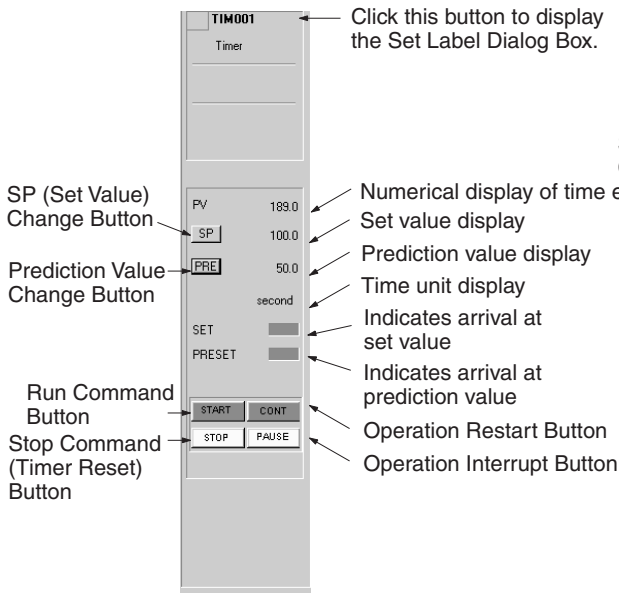 TIM001
Timer
Click this button to display
the Set Label Dialog Box.
SP (Set Value)
Change Button
Prediction Value
Change Button
PV 189.0
SP 100.0
PRE 50.0
second
SET
PRESET
Numerical display of time
Set value display
Prediction value display
Time unit display
Indicates arrival at
set value
Indicates arrival at
prediction value
Run Command
Button
Stop Command
(Timer Reset)
Button
START CONT
STOP PAUSE
Operation Restart Button
Operation Interrupt Button